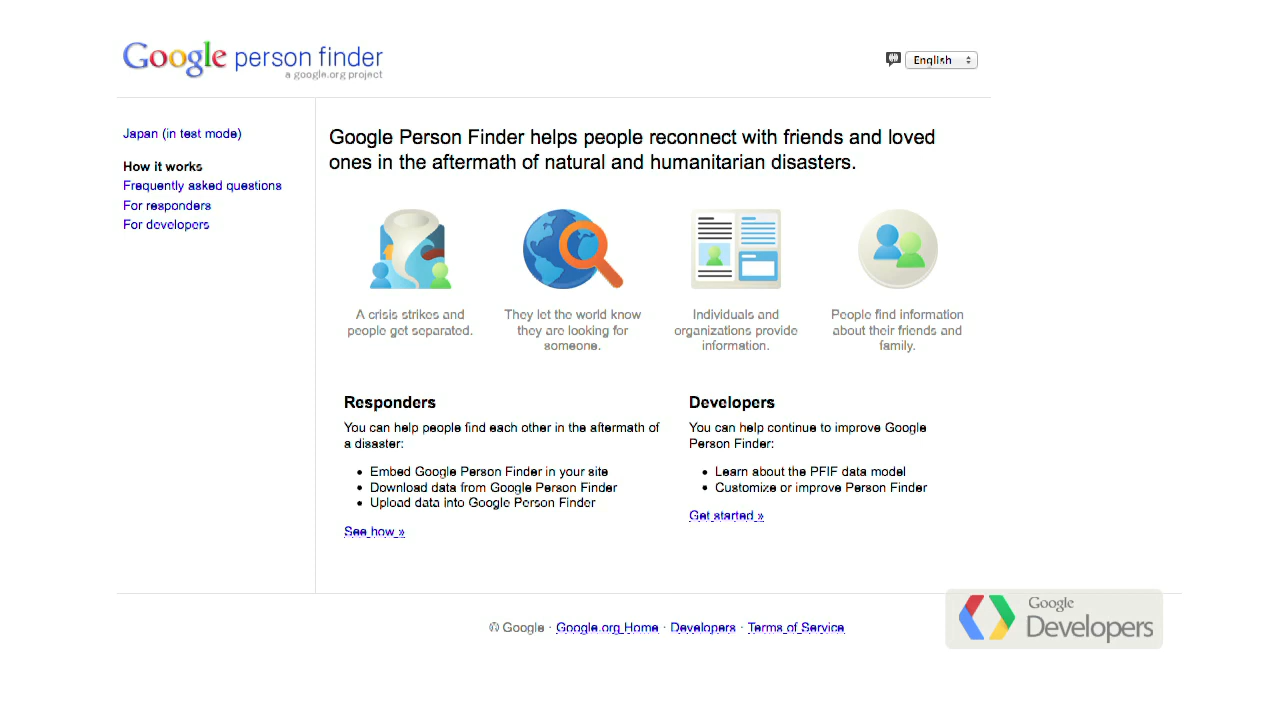 Google person finder
a google.org project
English
Japan (in test mode)
How it works
Frequently asked questions
For responders
For developers
Google Person Finder helps people reconnect with friends and loved
ones in the aftermath of natural and humanitarian disasters.
A crisis strikes and
people get separated.
They let the world know
they are looking for
someone.
Individuals and
organizations provide
information.
People find information
about their friends and
family.
Responders
You can help people find each other in the aftermath of
a disaster:
• Embed Google Person Finder in your site
• Download data from Google Person Finder
• Upload data into Google Person Finder
See how »
Developers
You can help continue to improve Google
Person Finder:
• Learn about the PFIF data model
• Customize or improve Person Finder
Get started »
© Google · Google.org Home · Developers · Terms of Service
Google
Developers